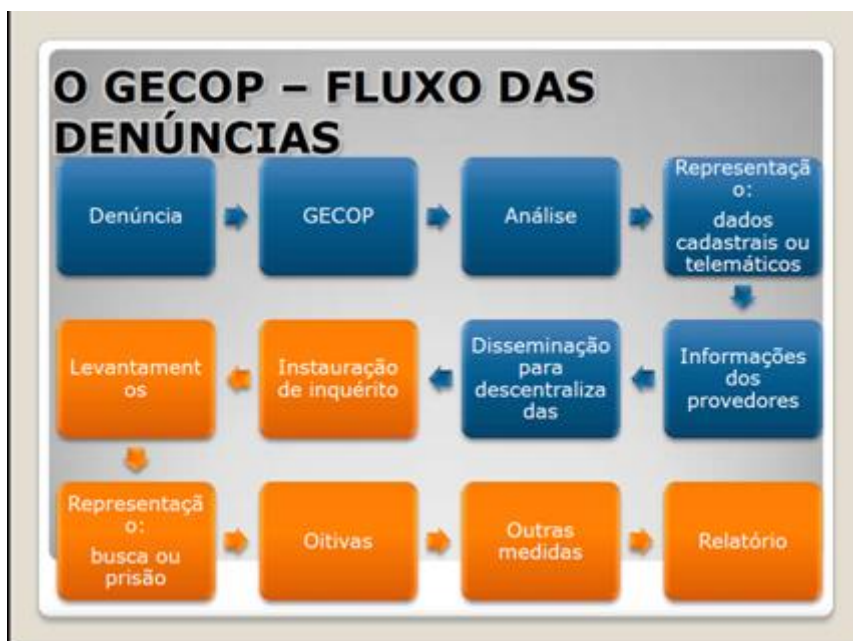 O GECOP – FLUXO DAS
DENÚNCIAS
Denúncia
GECOP
Análise
Representaçã
o:
dados
cadastrais ou
telemáticos
Informações
dos
provedores
Disseminação
para
descentraliza
das
Instauração
de inquérito
Levantament
os
Representaçã
o:
busca ou
prisão
Oitivas
Outras
medidas
Relatório